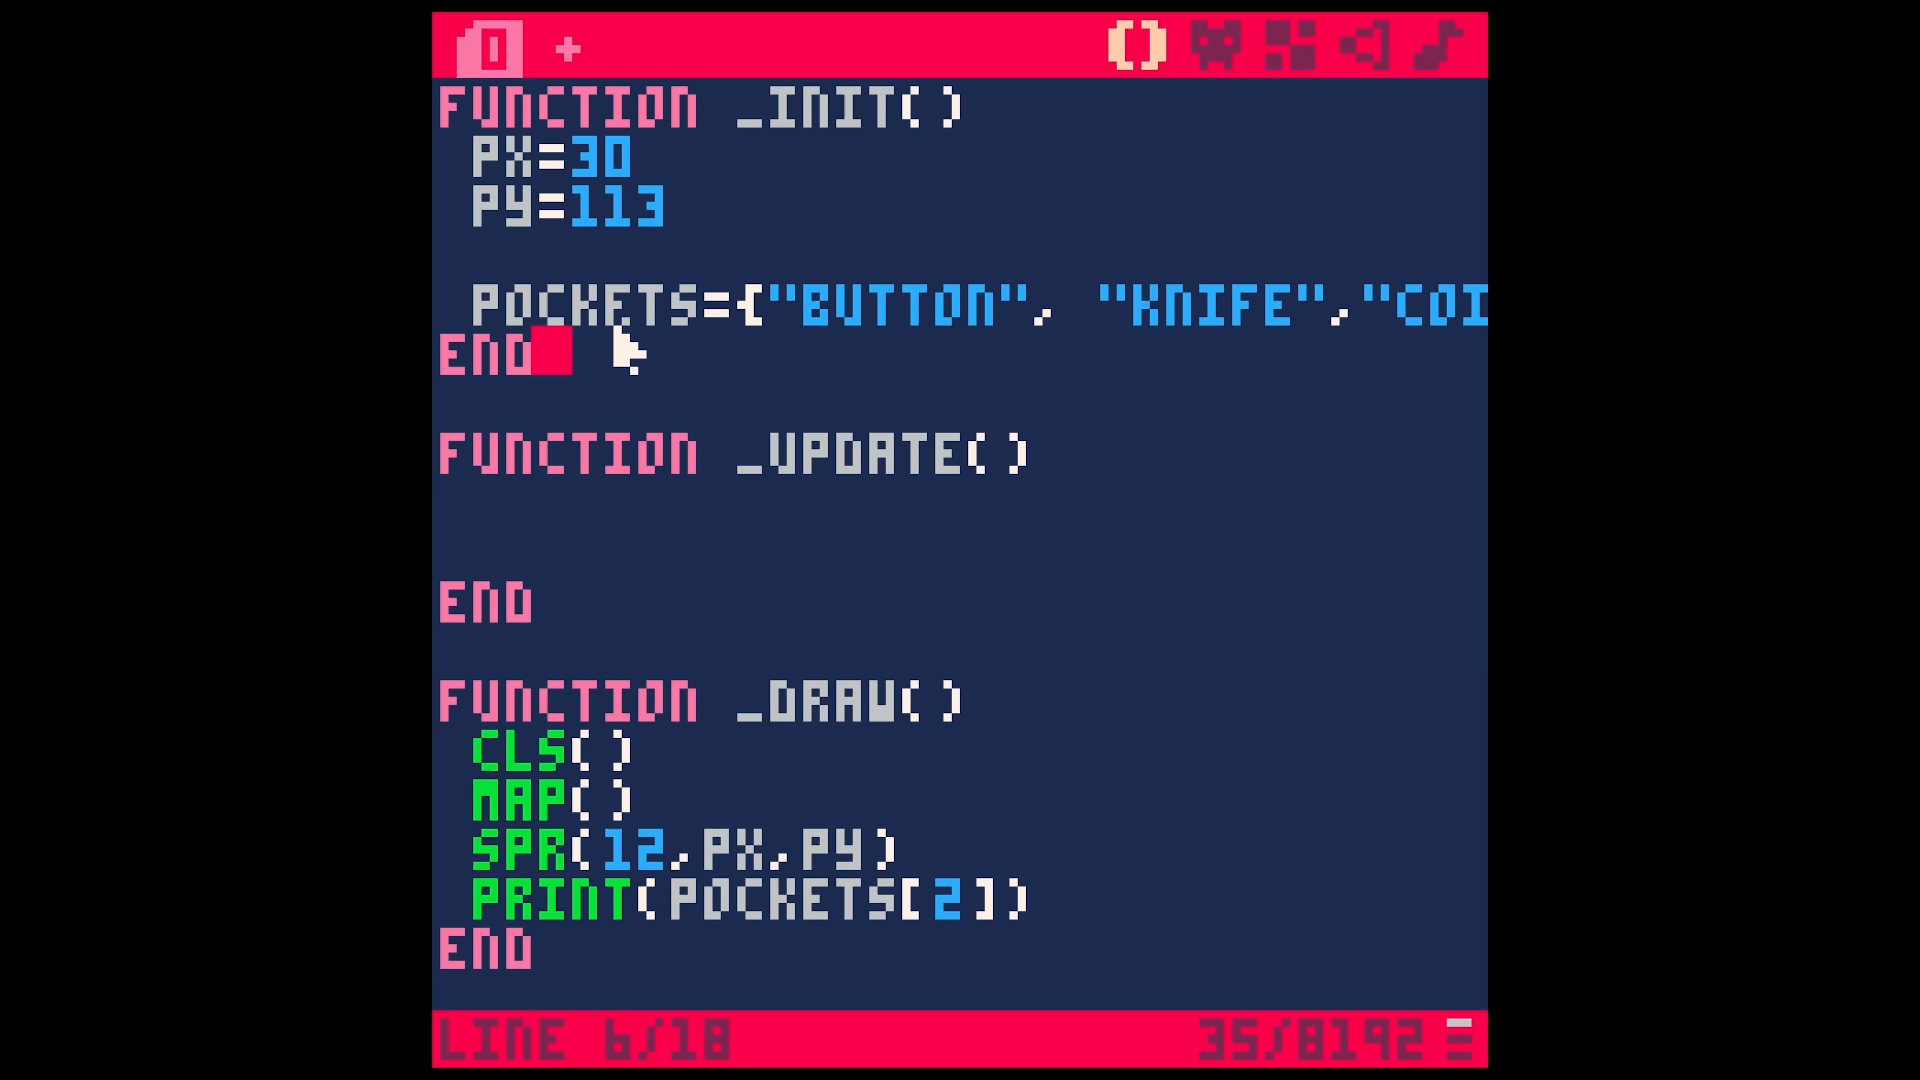 0 +
FUNCTION _INIT()
PX=30
PY=113
POCKETS={"BUTTON", "KNIFE","COI
END
FUNCTION _UPDATE()
END
FUNCTION _DRAW()
CLS()
MAP()
SPR(12,PX,PY)
PRINT(POCKETS[2])
END
LINE 6/18 35/8192